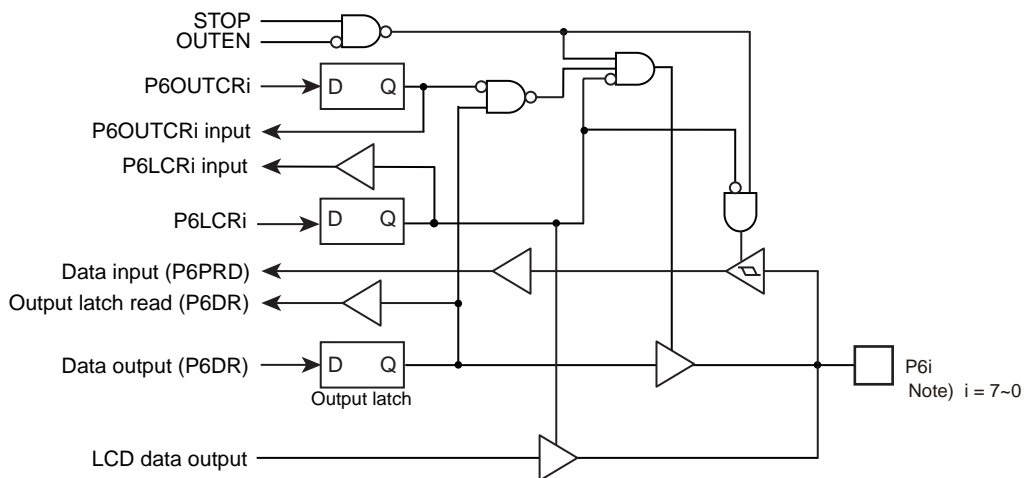 STOP
OUTEN
P6OUTCRi
D Q
P6OUTCRi input
P6LCRi input
P6LCRi
D Q
Data input (P6PRD)
Output latch read (P6DR)
Data output (P6DR)
D Q
Output latch
P6i
Note) i = 7~0
LCD data output